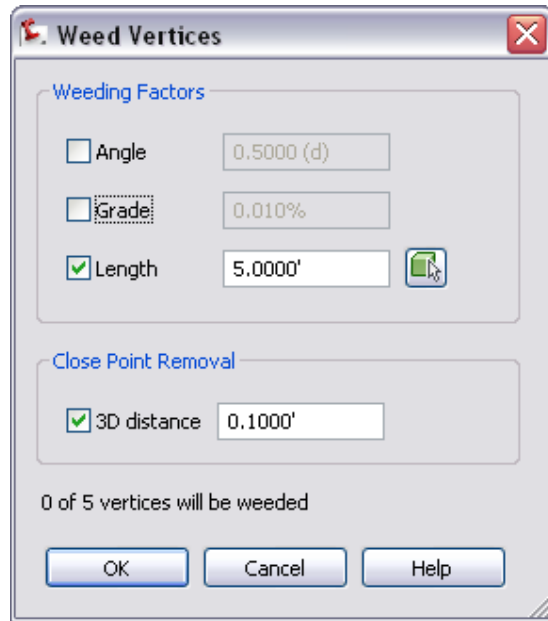 Weed Vertices
Weeding Factors
Angle 0.5000 (d)
Grade 0.010%
Length 5.0000'
Close Point Removal
3D distance 0.1000'
0 of 5 vertices will be weeded
OK Cancel Help